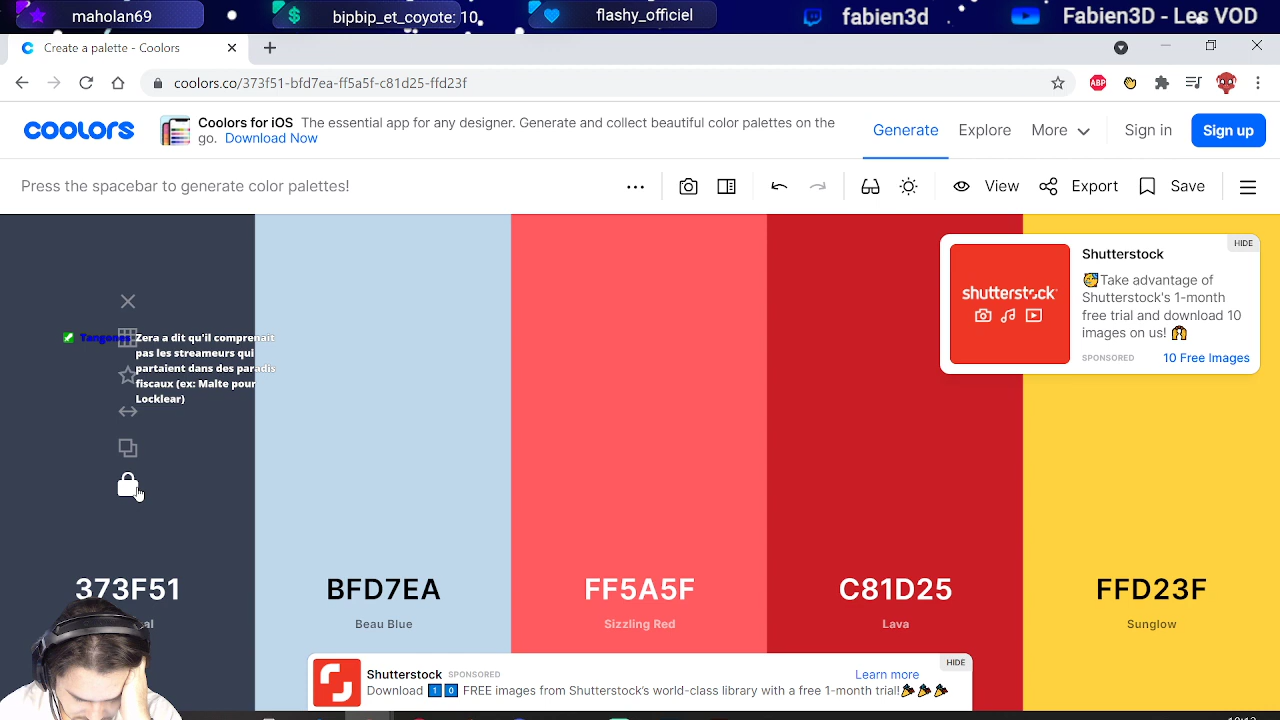 maholan69
bipbip_et_coyote: 10
flashy_officiel
fabien3d
Fabien3D - Les VOD
Create a palette - Coolors
coolors.co/373f51-bfd7ea-ff5a5f-c81d25-ffd23f
ABP
coolors
Coolors for iOS The essential app for any designer. Generate and collect beautiful color palettes on the
go. Download Now
Generate
Explore
More
Sign in
Sign up
Press the spacebar to generate color palettes!
View
Export
Save
HIDE
Shutterstock
Take advantage of
Shutterstock's 1-month
free trial and download 10
images on us!
SPONSORED
10 Free Images
shutterstock
Tangones Zera a dit qu'il comprenait
pas les streameurs qui
partaient dans des paradis
fiscaux (ex: Malte pour
Locklear)
373F51
BFD7EA
Beau Blue
FF5A5F
Sizzling Red
C81D25
Lava
FFD23F
Sunglow
HIDE
Shutterstock SPONSORED
Learn more
Download 1 0 FREE images from Shutterstock's world-class library with a free 1-month trial!